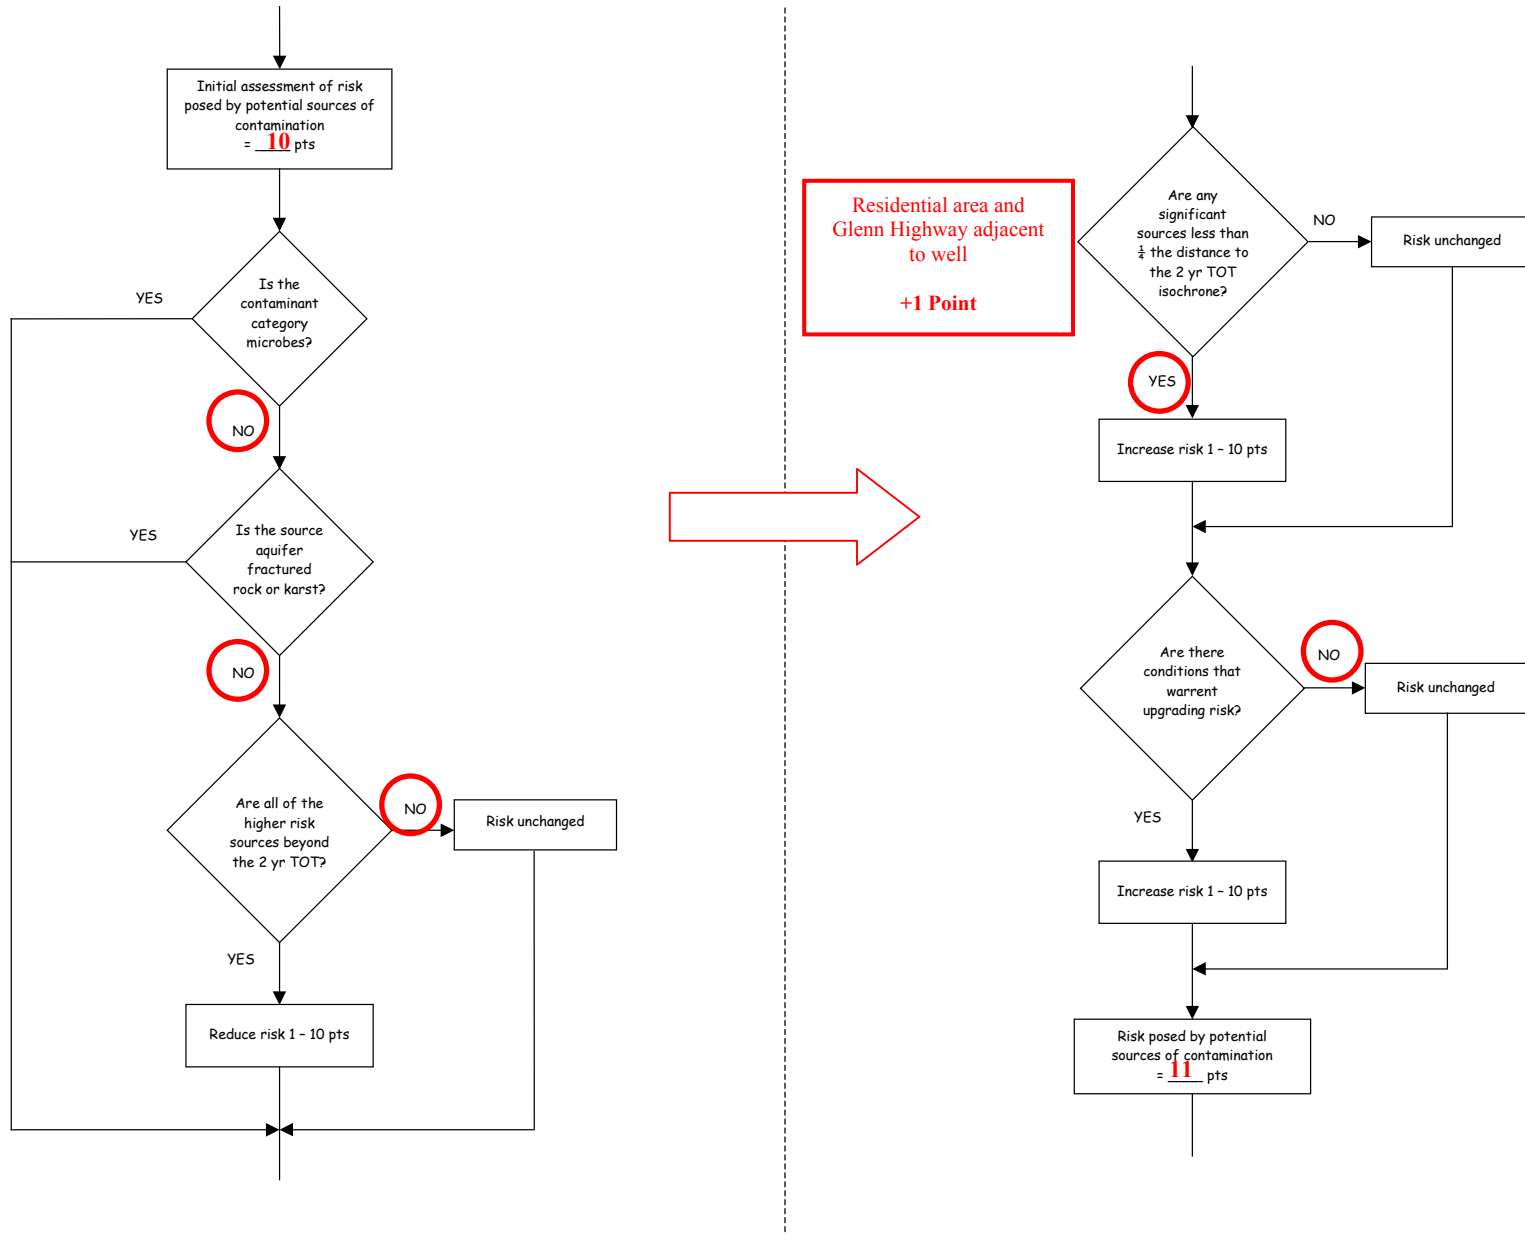 Initial assessment of risk
posed by potential sources of
contamination
= 10 pts
Is the
contaminant
category
microbes?
YES
NO
Is the source
aquifer
fractured
rock or karst?
YES
NO
Are all of the
higher risk
sources beyond
the 2 yr TOT?
NO
Risk unchanged
YES
Reduce risk 1 – 10 pts
Residential area and
Glenn Highway adjacent
to well
+1 Point
Are any
significant
sources less than
¼ the distance to
the 2 yr TOT
isochrone?
NO
Risk unchanged
YES
Increase risk 1 – 10 pts
Are there
conditions that
warrent
upgrading risk?
NO
Risk unchanged
YES
Increase risk 1 – 10 pts
Risk posed by potential
sources of contamination
= 11 pts